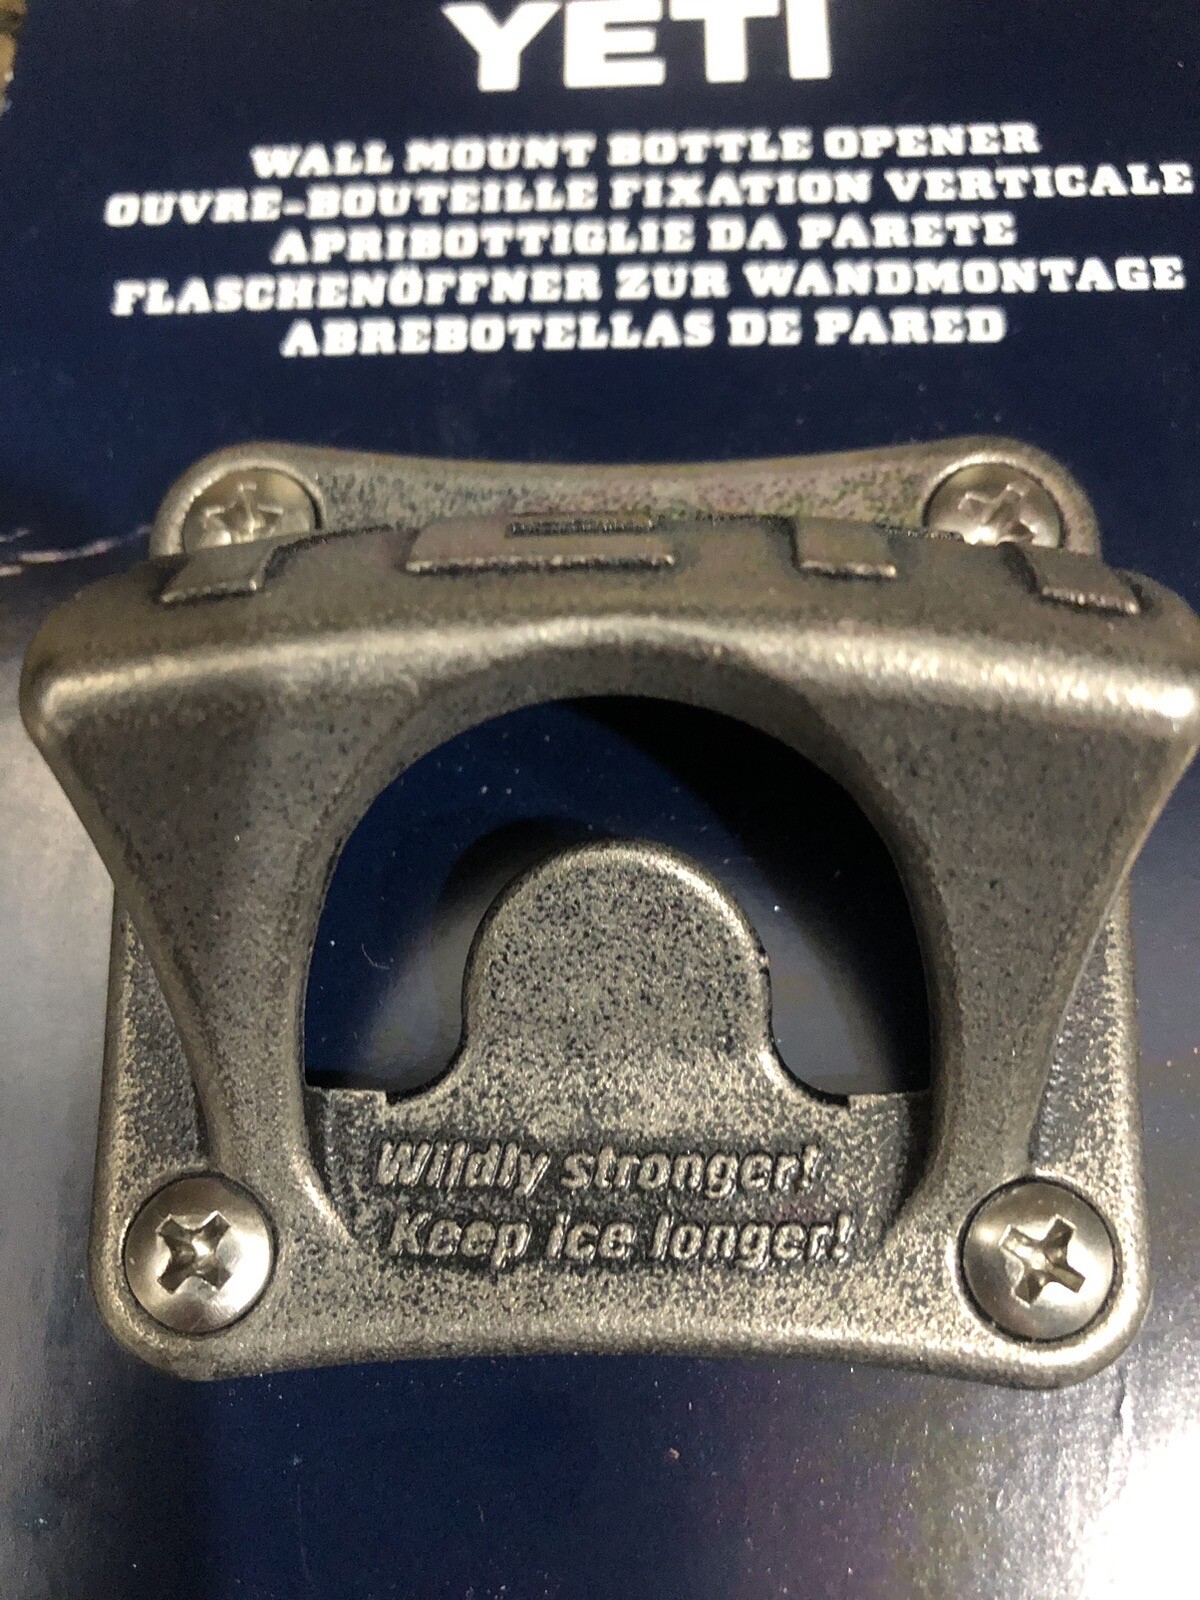 YETI
WALL MOUNT BOTTLE OPENER
OUVRE-BOUTEILLE FIXATION VERTICALE
APRIBOTTIGLIE DA PARETE
FLASCHENÖFFNER ZUR WANDMONTAGE
ABREBOTELLAS DE PARED
YETI
Wildly stronger!
Keep ice longer!